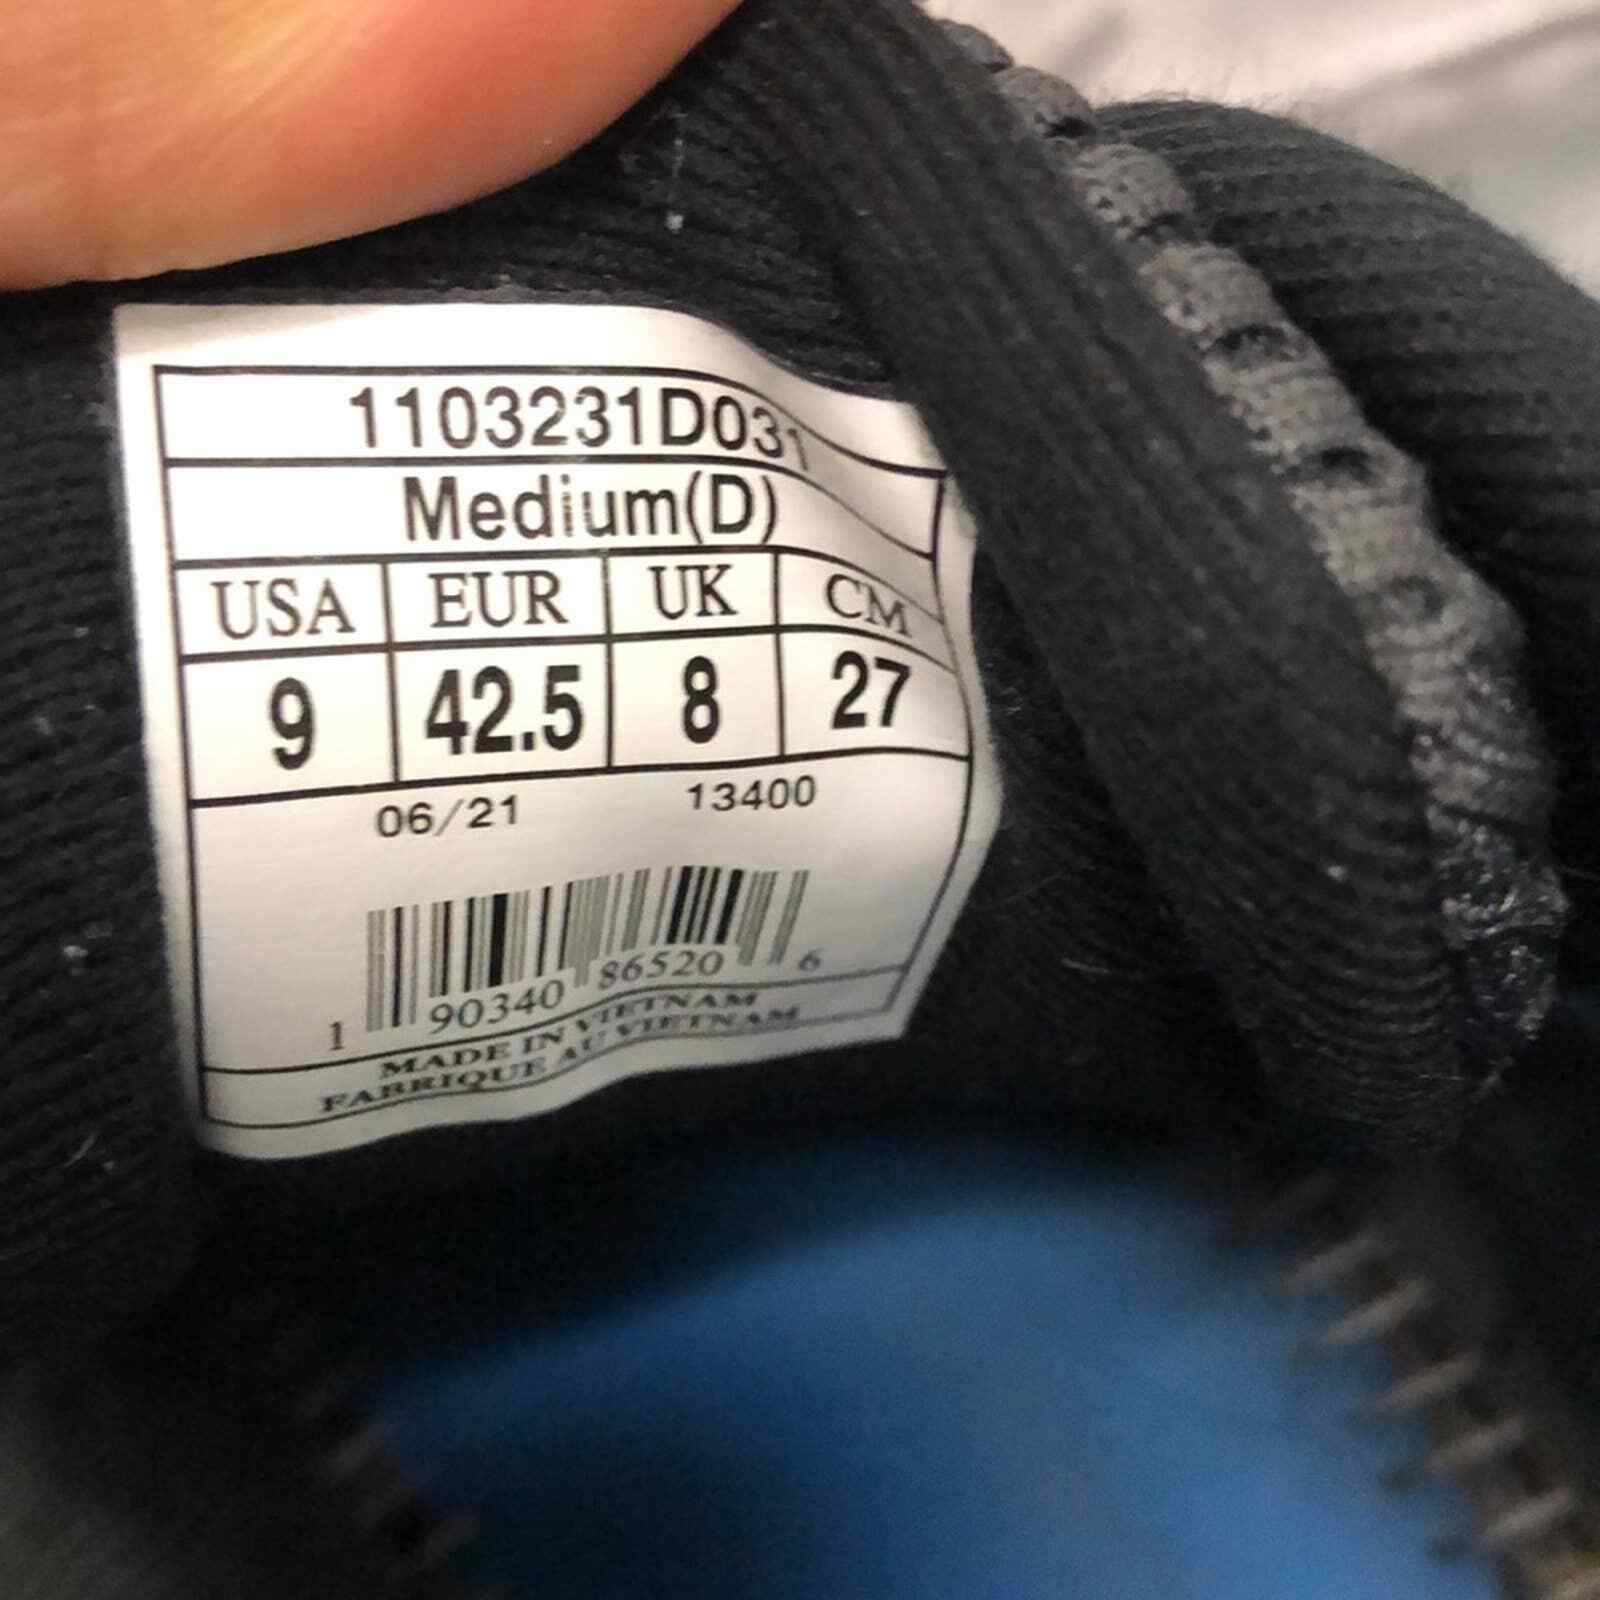 1103231D031
Medium(D)
USA EUR UK CM
9 42.5 8 27
06/21 13400
1 90340 86520 6
MADE IN VIETNAM
FABRIQUE AU VIETNAM